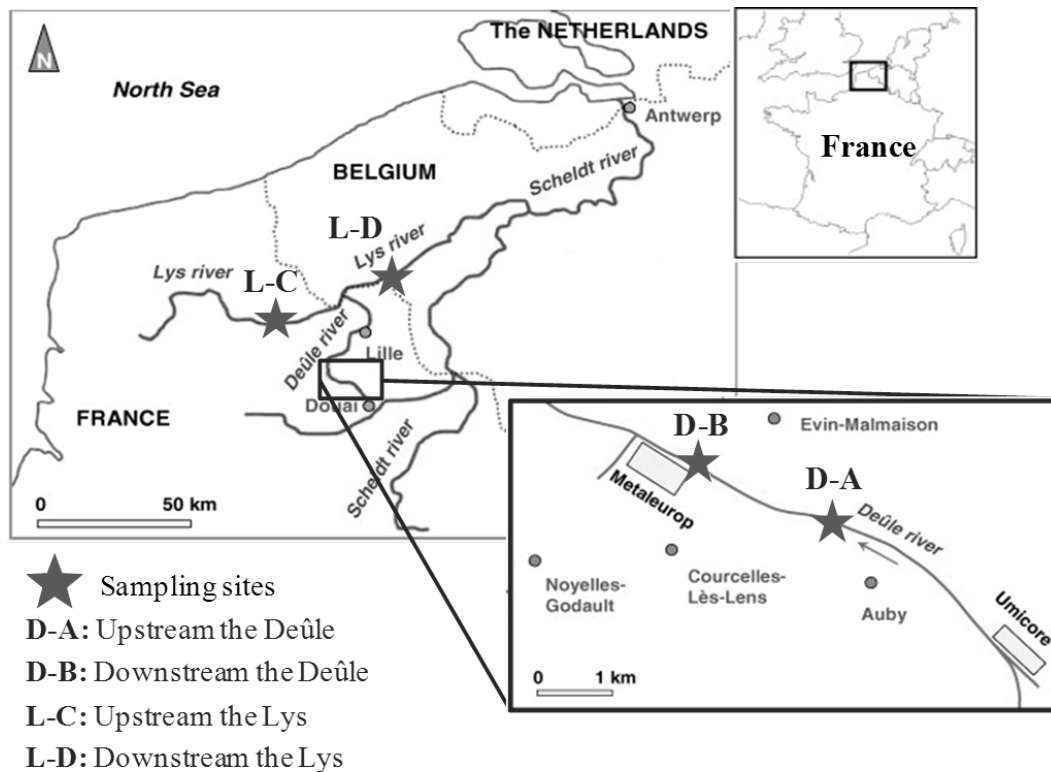 N
North Sea
The NETHERLANDS
Antwerp
BELGIUM
Scheldt river
L-D
Lys river
Lys river
L-C
Deûle river
Lille
Douai
FRANCE
Scheldt river
0 50 km
France
D-B
Evin-Malmaison
Metaleurop
D-A
Deûle river
Noyelles-
Godault
Courcelles-
Lès-Lens
Auby
Umicore
0 1 km
Sampling sites
D-A: Upstream the Deûle
D-B: Downstream the Deûle
L-C: Upstream the Lys
L-D: Downstream the Lys